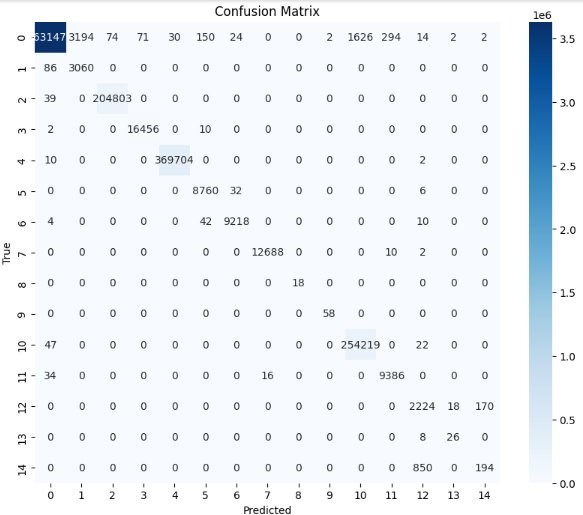 Confusion Matrix
1e6
0 53147 3194 74 71 30 150 24 0 0 2 1626 294 14 2 2
1 86 3060 0 0 0 0 0 0 0 0 0 0 0 0 0
2 39 0 204803 0 0 0 0 0 0 0 0 0 0 0 0
3 2 0 0 16456 0 10 0 0 0 0 0 0 0 0 0
4 10 0 0 0 369704 0 0 0 0 0 0 0 2 0 0
5 0 0 0 0 0 8760 32 0 0 0 0 0 6 0 0
6 4 0 0 0 0 42 9218 0 0 0 0 0 10 0 0
7 0 0 0 0 0 0 0 12688 0 0 0 10 2 0 0
8 0 0 0 0 0 0 0 0 18 0 0 0 0 0 0
9 0 0 0 0 0 0 0 0 0 58 0 0 0 0 0
10 47 0 0 0 0 0 0 0 0 0 254219 0 22 0 0
11 34 0 0 0 0 0 0 16 0 0 0 9386 0 0 0
12 0 0 0 0 0 0 0 0 0 0 0 0 2224 18 170
13 0 0 0 0 0 0 0 0 0 0 0 0 8 26 0
14 0 0 0 0 0 0 0 0 0 0 0 0 850 0 194
0 1 2 3 4 5 6 7 8 9 10 11 12 13 14
True
Predicted
3.5
3.0
2.5
2.0
1.5
1.0
0.5
0.0